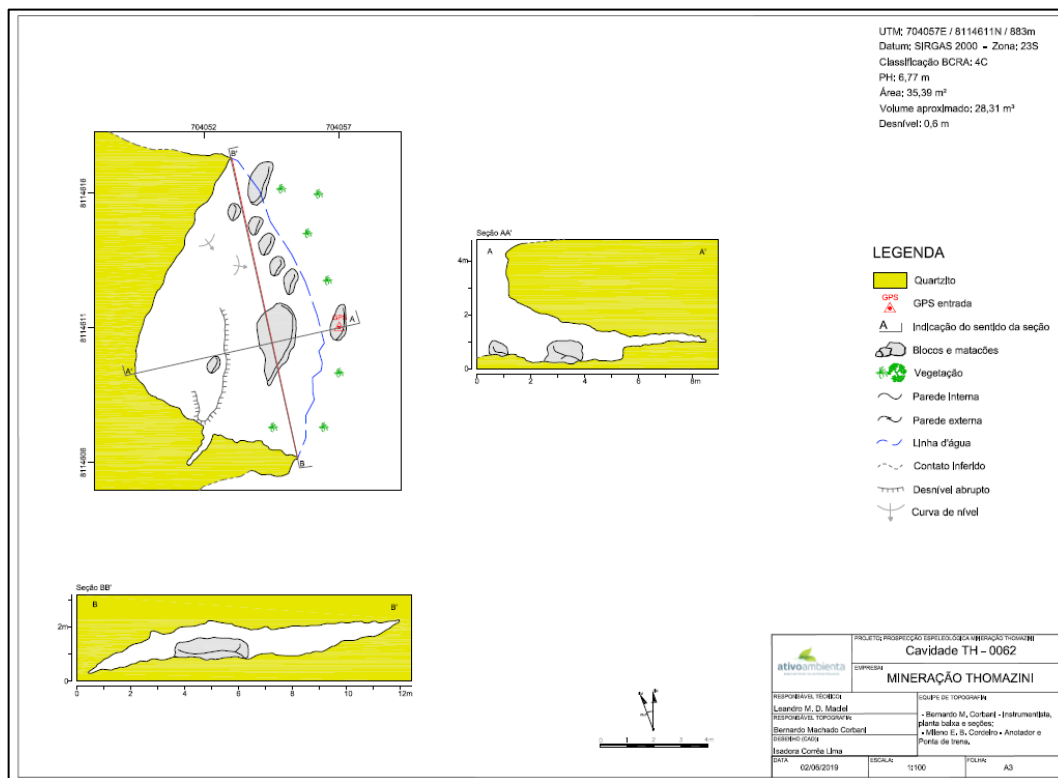 UTM: 704057E / 8114611N / 883m
Datum: SIRGAS 2000 - Zona: 23S
Classificação BCRA: 4C
PH: 6,77 m
Área: 35,39 m²
Volume aproximado: 28,31 m³
Desnível: 0,6 m
704052 704057
B'
8114616
8114611
GPS
A
A'
8114606
B
Seção AA'
A A'
4m
2
0
0 2 4 6 8m
LEGENDA
Quartzito
GPS
GPS entrada
A Indicação do sentido da seção
Blocos e matacões
Vegetação
Parede Interna
Parede externa
Linha d'água
Contato Inferido
Desnível abrupto
Curva de nível
Seção BB'
B B'
2m
0
0 2 4 6 8 10 12m
0 1 2 3 4m
ativoambiental
PROJETO: PROSPECÇÃO ESPELEOLÓGICA MINERAÇÃO THOMAZINI
Cavidade TH - 0062
EMPRESA:
MINERAÇÃO THOMAZINI
RESPONSÁVEL TÉCNICO:
Leandro M. D. Maciel
RESPONSÁVEL TOPOGRAFIA:
Bernardo Machado Corbani
DESENHO (CAD):
Isadora Corrêa Lima
EQUIPE DE TOPOGRAFIA:
- Bernardo M. Corbani - Instrumentista,
planta baixa e seções;
- Mileno E. B. Cordeiro - Anotador e
Ponta de trena.
DATA
02/06/2019
ESCALA:
1:100
FOLHA:
A3